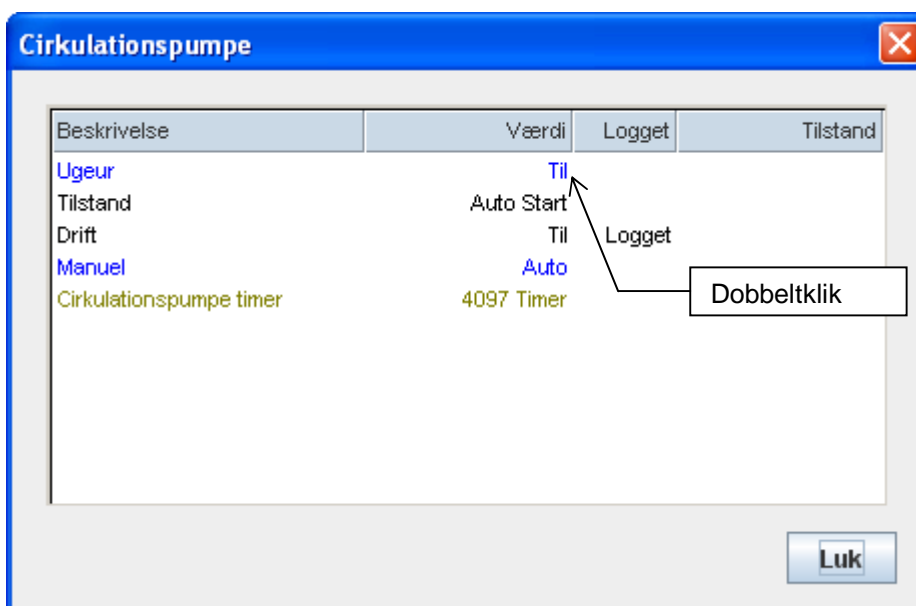 Cirkulationspumpe
Beskrivelse Værdi Logget Tilstand
Ugeur Til
Tilstand Auto Start
Drift Til Logget
Manuel Auto
Dobbeltklik
Cirkulationspumpe timer 4097 Timer
Luk